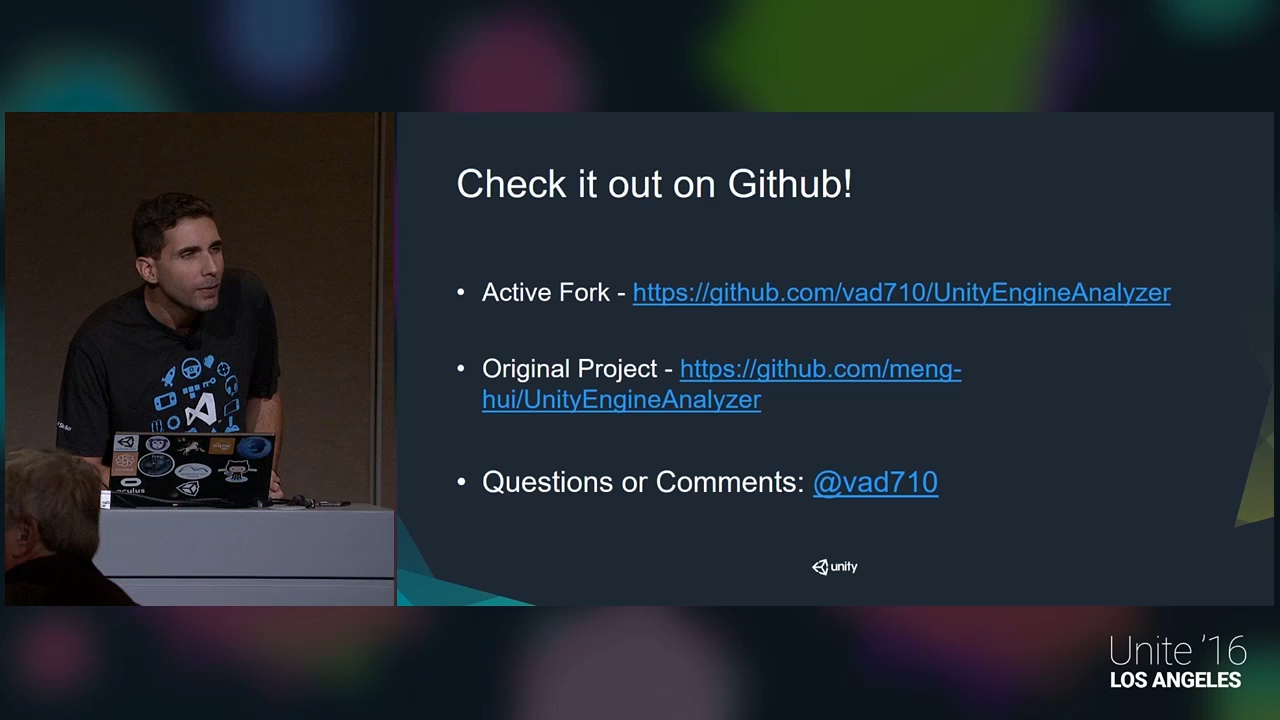 Check it out on Github!
• Active Fork - https://github.com/vad710/UnityEngineAnalyzer
• Original Project - https://github.com/meng-
hui/UnityEngineAnalyzer
• Questions or Comments: @vad710
unity
oculus
Unite '16
LOS ANGELES